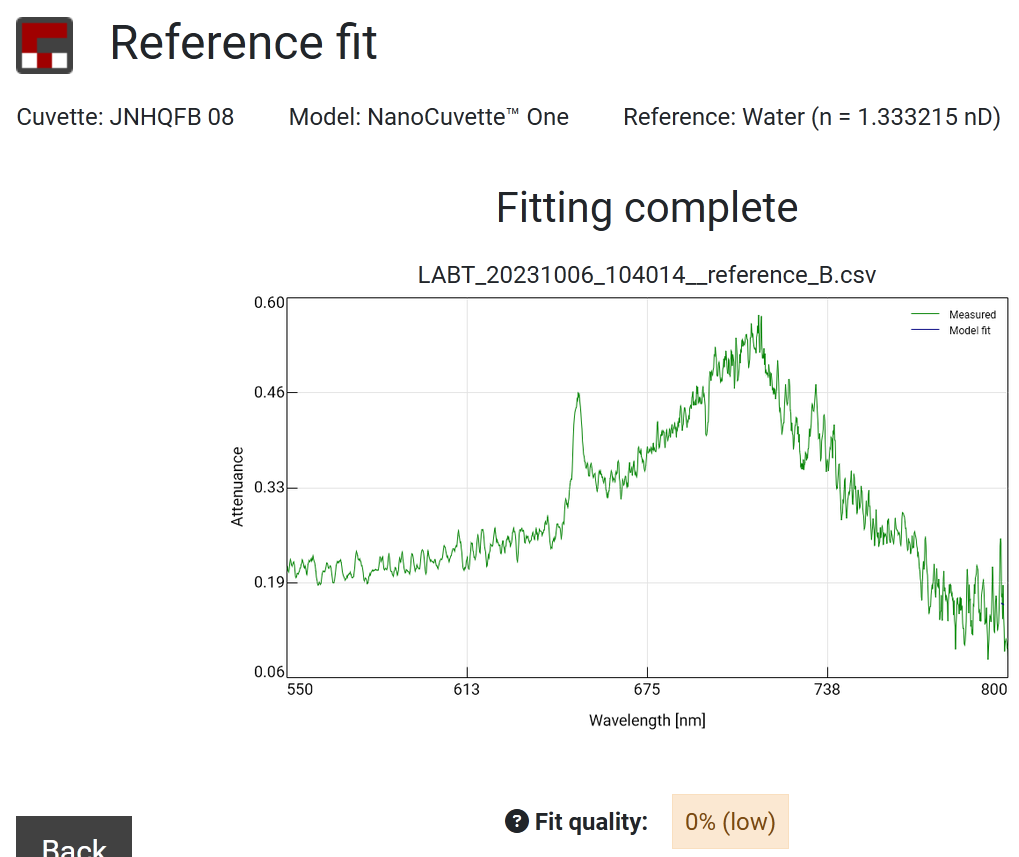 Reference fit
Cuvette: JNHQFB 08 Model: NanoCuvette™ One Reference: Water (n = 1.333215 nD)
Fitting complete
LABT_20231006_104014__reference_B.csv
0.60
Measured
Model fit
0.46
Attenuance
0.33
0.19
0.06
550 613 675 738 800
Wavelength [nm]
? Fit quality: 0% (low)
Back